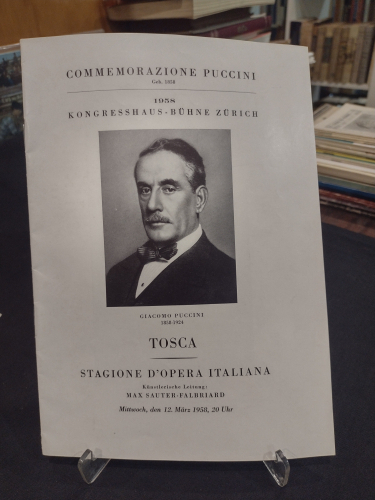 COMMEMORAZIONE PUCCINI
Geb. 1858
1958
KONGRESSHAUS-BÜHNE ZÜRICH
GIACOMO PUCCINI
1858-1924
TOSCA
STAGIONE D'OPERA ITALIANA
Künstlerische Leitung:
MAX SAUTER-FALBRIARD
Mittwoch, den 12. März 1958, 20 Uhr